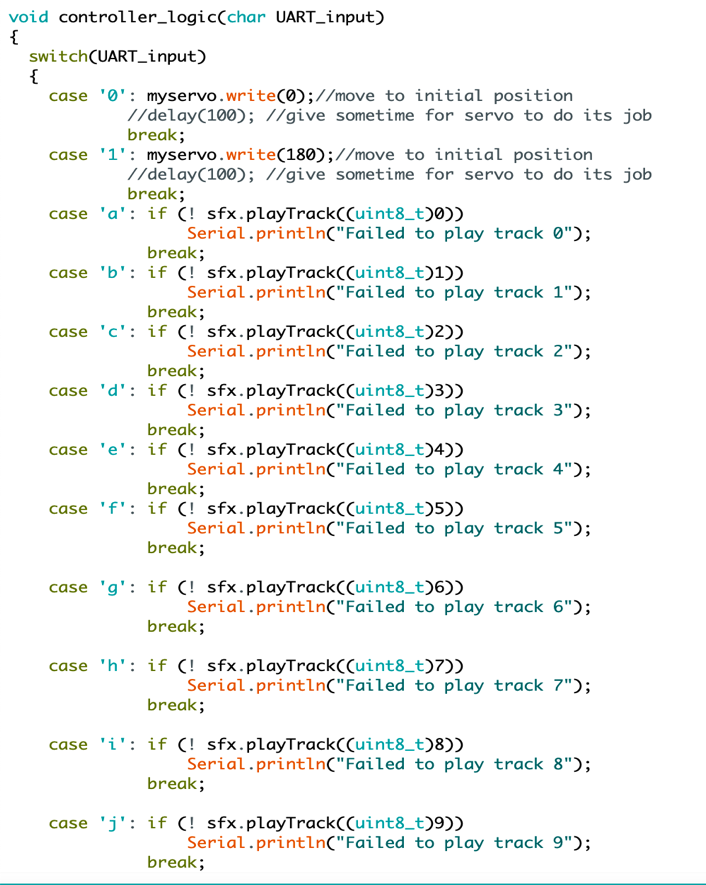 void controller_logic(char UART_input)
{
  switch(UART_input)
  {
    case '0': myservo.write(0);//move to initial position
            //delay(100); //give sometime for servo to do its job
            break;
    case '1': myservo.write(180);//move to initial position
            //delay(100); //give sometime for servo to do its job
            break;
    case 'a': if (! sfx.playTrack((uint8_t)0))
                  Serial.println("Failed to play track 0");
              break;
    case 'b': if (! sfx.playTrack((uint8_t)1))
                  Serial.println("Failed to play track 1");
              break;
    case 'c': if (! sfx.playTrack((uint8_t)2))
                  Serial.println("Failed to play track 2");
              break;
    case 'd': if (! sfx.playTrack((uint8_t)3))
                  Serial.println("Failed to play track 3");
              break;
    case 'e': if (! sfx.playTrack((uint8_t)4))
                  Serial.println("Failed to play track 4");
              break;
    case 'f': if (! sfx.playTrack((uint8_t)5))
                  Serial.println("Failed to play track 5");
              break;

    case 'g': if (! sfx.playTrack((uint8_t)6))
                  Serial.println("Failed to play track 6");
              break;

    case 'h': if (! sfx.playTrack((uint8_t)7))
                  Serial.println("Failed to play track 7");
              break;

    case 'i': if (! sfx.playTrack((uint8_t)8))
                  Serial.println("Failed to play track 8");
              break;

    case 'j': if (! sfx.playTrack((uint8_t)9))
                  Serial.println("Failed to play track 9");
              break;